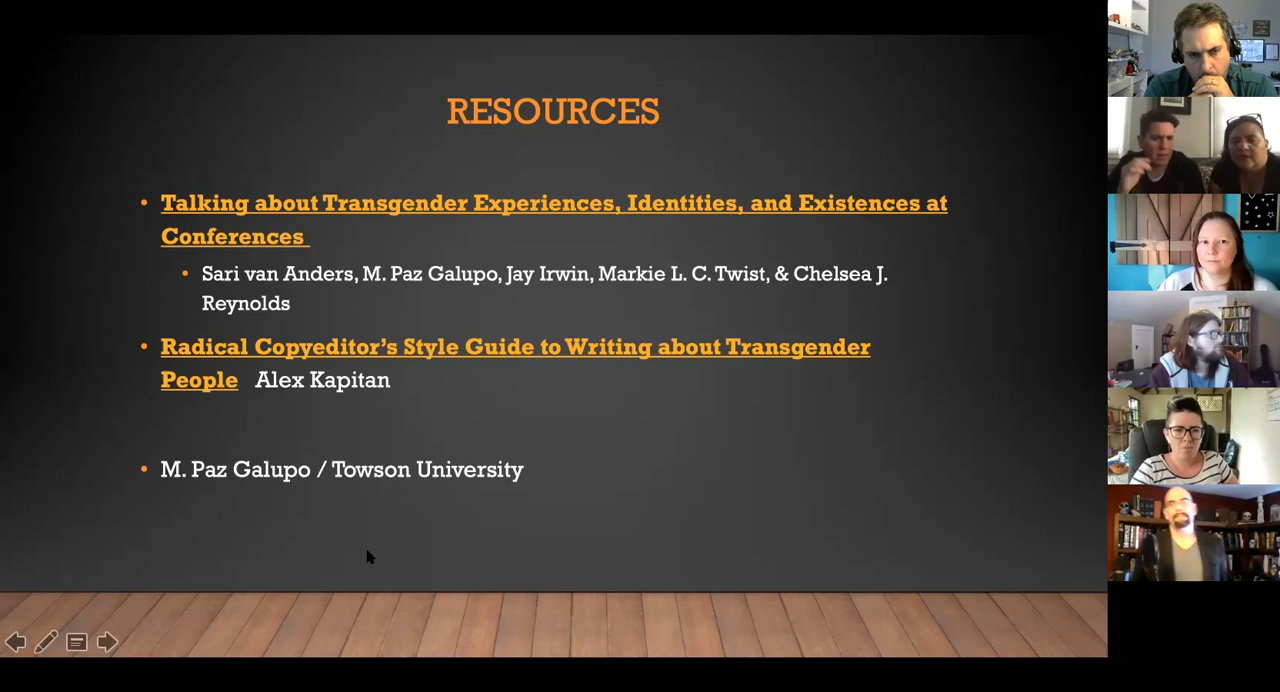 RESOURCES
• Talking about Transgender Experiences, Identities, and Existences at
Conferences
• Sari van Anders, M. Paz Galupo, Jay Irwin, Markie L. C. Twist, & Chelsea J.
Reynolds
• Radical Copyeditor’s Style Guide to Writing about Transgender
People Alex Kapitan
• M. Paz Galupo / Towson University